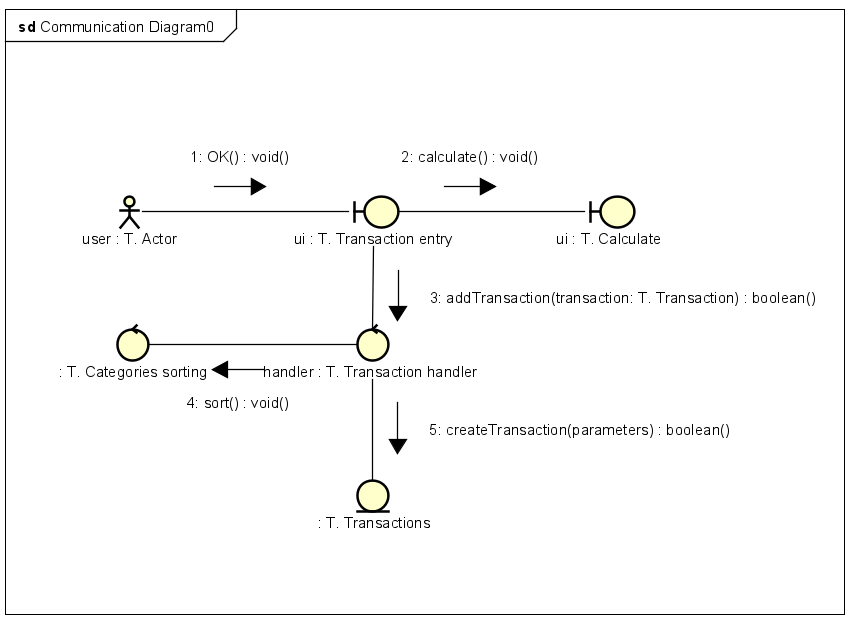 sd Communication Diagram0
1: OK() : void()
2: calculate() : void()
user : T. Actor
ui : T. Transaction entry
ui : T. Calculate
3: addTransaction(transaction: T. Transaction) : boolean()
: T. Categories sorting
handler : T. Transaction handler
4: sort() : void()
5: createTransaction(parameters) : boolean()
: T. Transactions